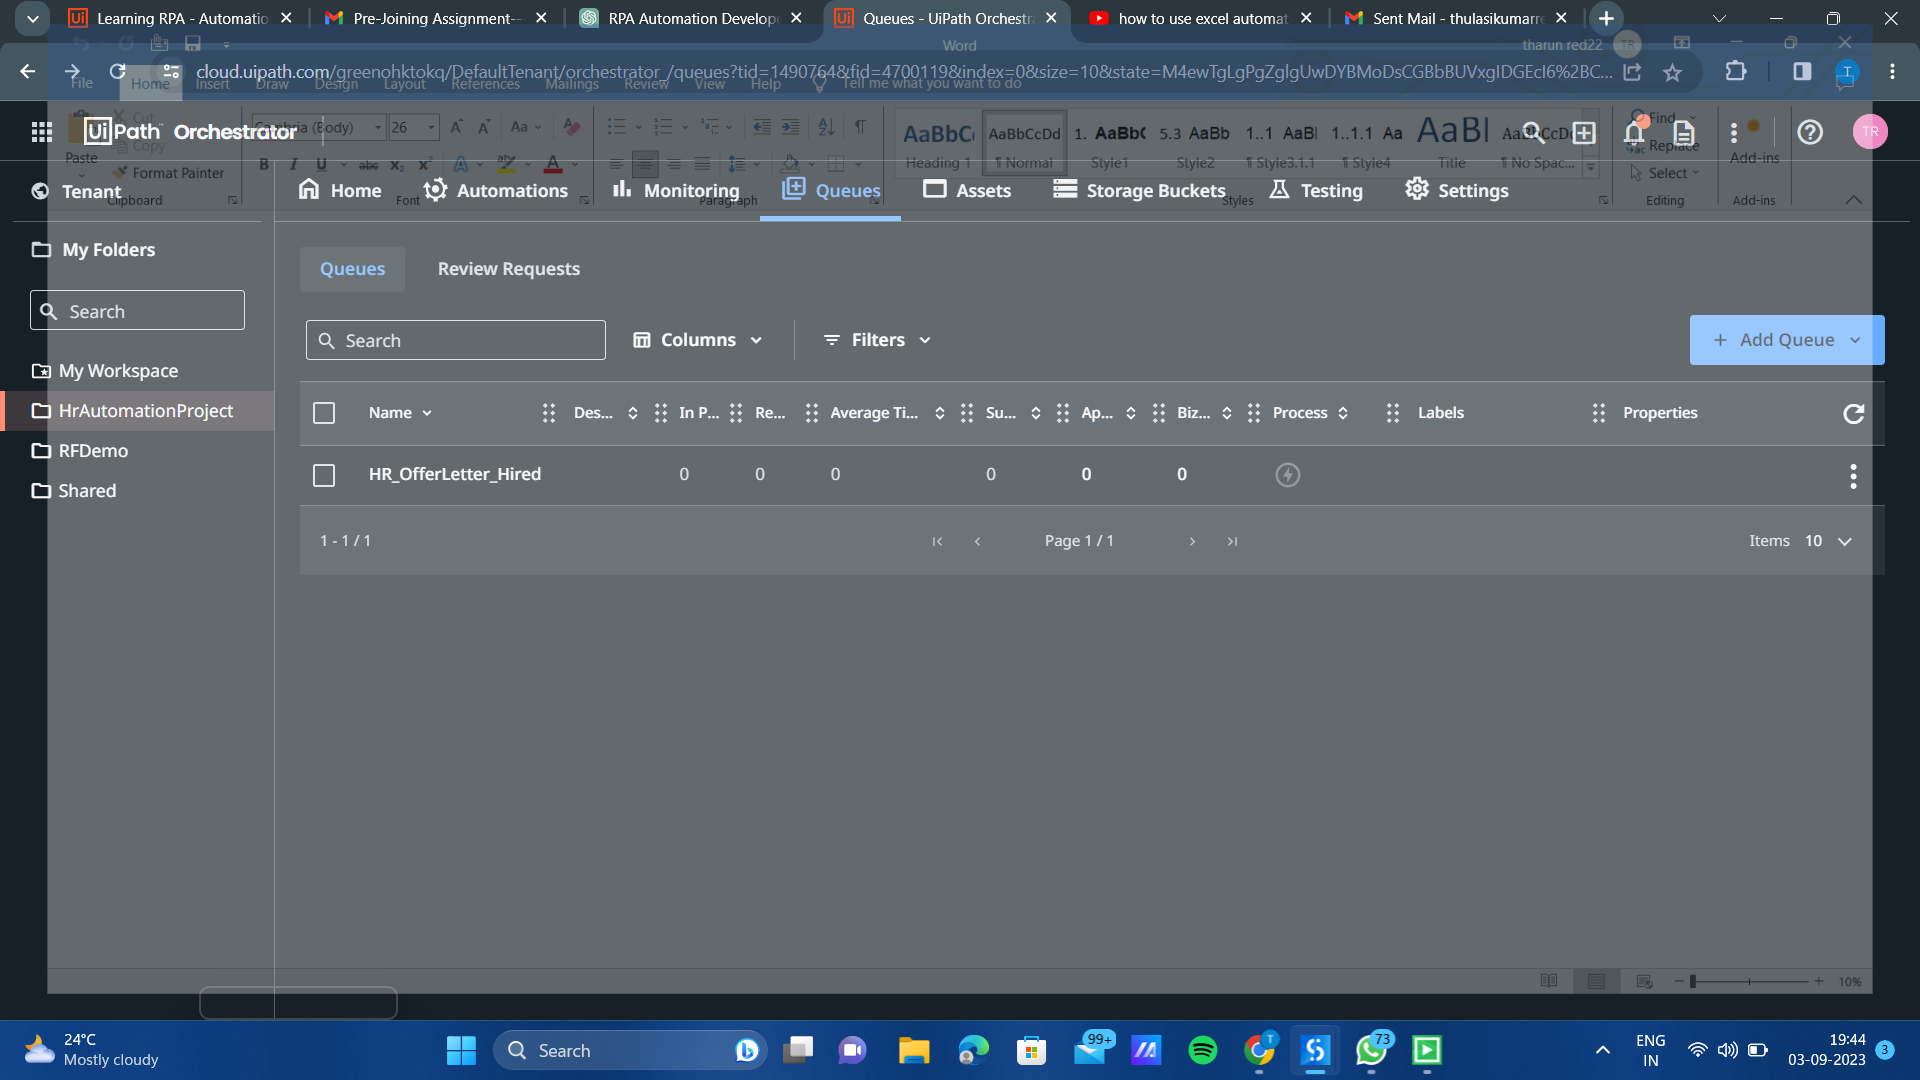 Learning RPA - Automatio
Pre-Joining Assignment--
RPA Automation Develop
Queues - UiPath Orchestra
how to use excel automat
Sent Mail - thulasikumarre
Word
tharun red22
TR
cloud.uipath.com/greenohktokq/DefaultTenant/orchestrator_/queues?tid=1490764&fid=4700119&index=0&size=10&state=M4ewTgLgPgZglgUwDYBMoDsCGBbBUVxgIDGEcI6%2BC...
File Home Insert Draw Design Layout References Mailings Review View Help Tell me what you want to do
Cut
Copy
Paste
Format Painter
Clipboard
Cambria (Body) 26
Font
Paragraph
AaBbC AaBbCcDd 1. AaBbC 5.3 AaBb 1..1 AaBl 1..1.1 Aa AaBl AaBbCcDd
Heading 1 ¶ Normal Style1 Style2 ¶ Style3.1.1 ¶ Style4 Title ¶ No Spac...
Styles
Find
Replace
Select
Editing
Add-ins
Add-ins
UiPath Orchestrator
TR
Tenant
Home Automations Monitoring Queues Assets Storage Buckets Testing Settings
My Folders
Search
My Workspace
HrAutomationProject
RFDemo
Shared
Queues Review Requests
Search Columns Filters + Add Queue
Name Des... In P... Re... Average Ti... Su... Ap... Biz... Process Labels Properties
HR_OfferLetter_Hired 0 0 0 0 0 0
1 - 1 / 1 Page 1 / 1 Items 10
10%
24°C
Mostly cloudy
Search
99+
T
73
ENG
IN
19:44
03-09-2023
3